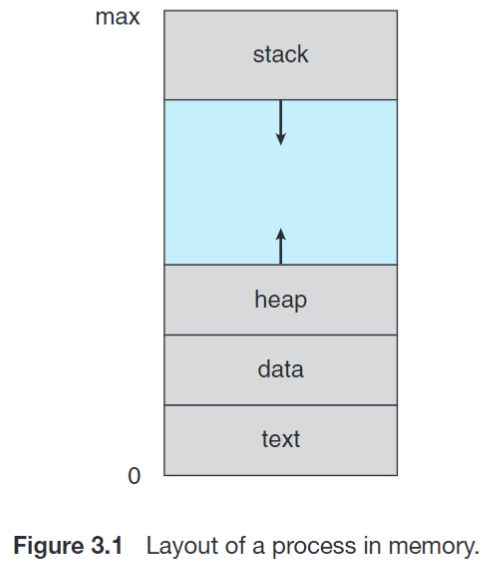 max
stack
heap
data
text
0
Figure 3.1 Layout of a process in memory.